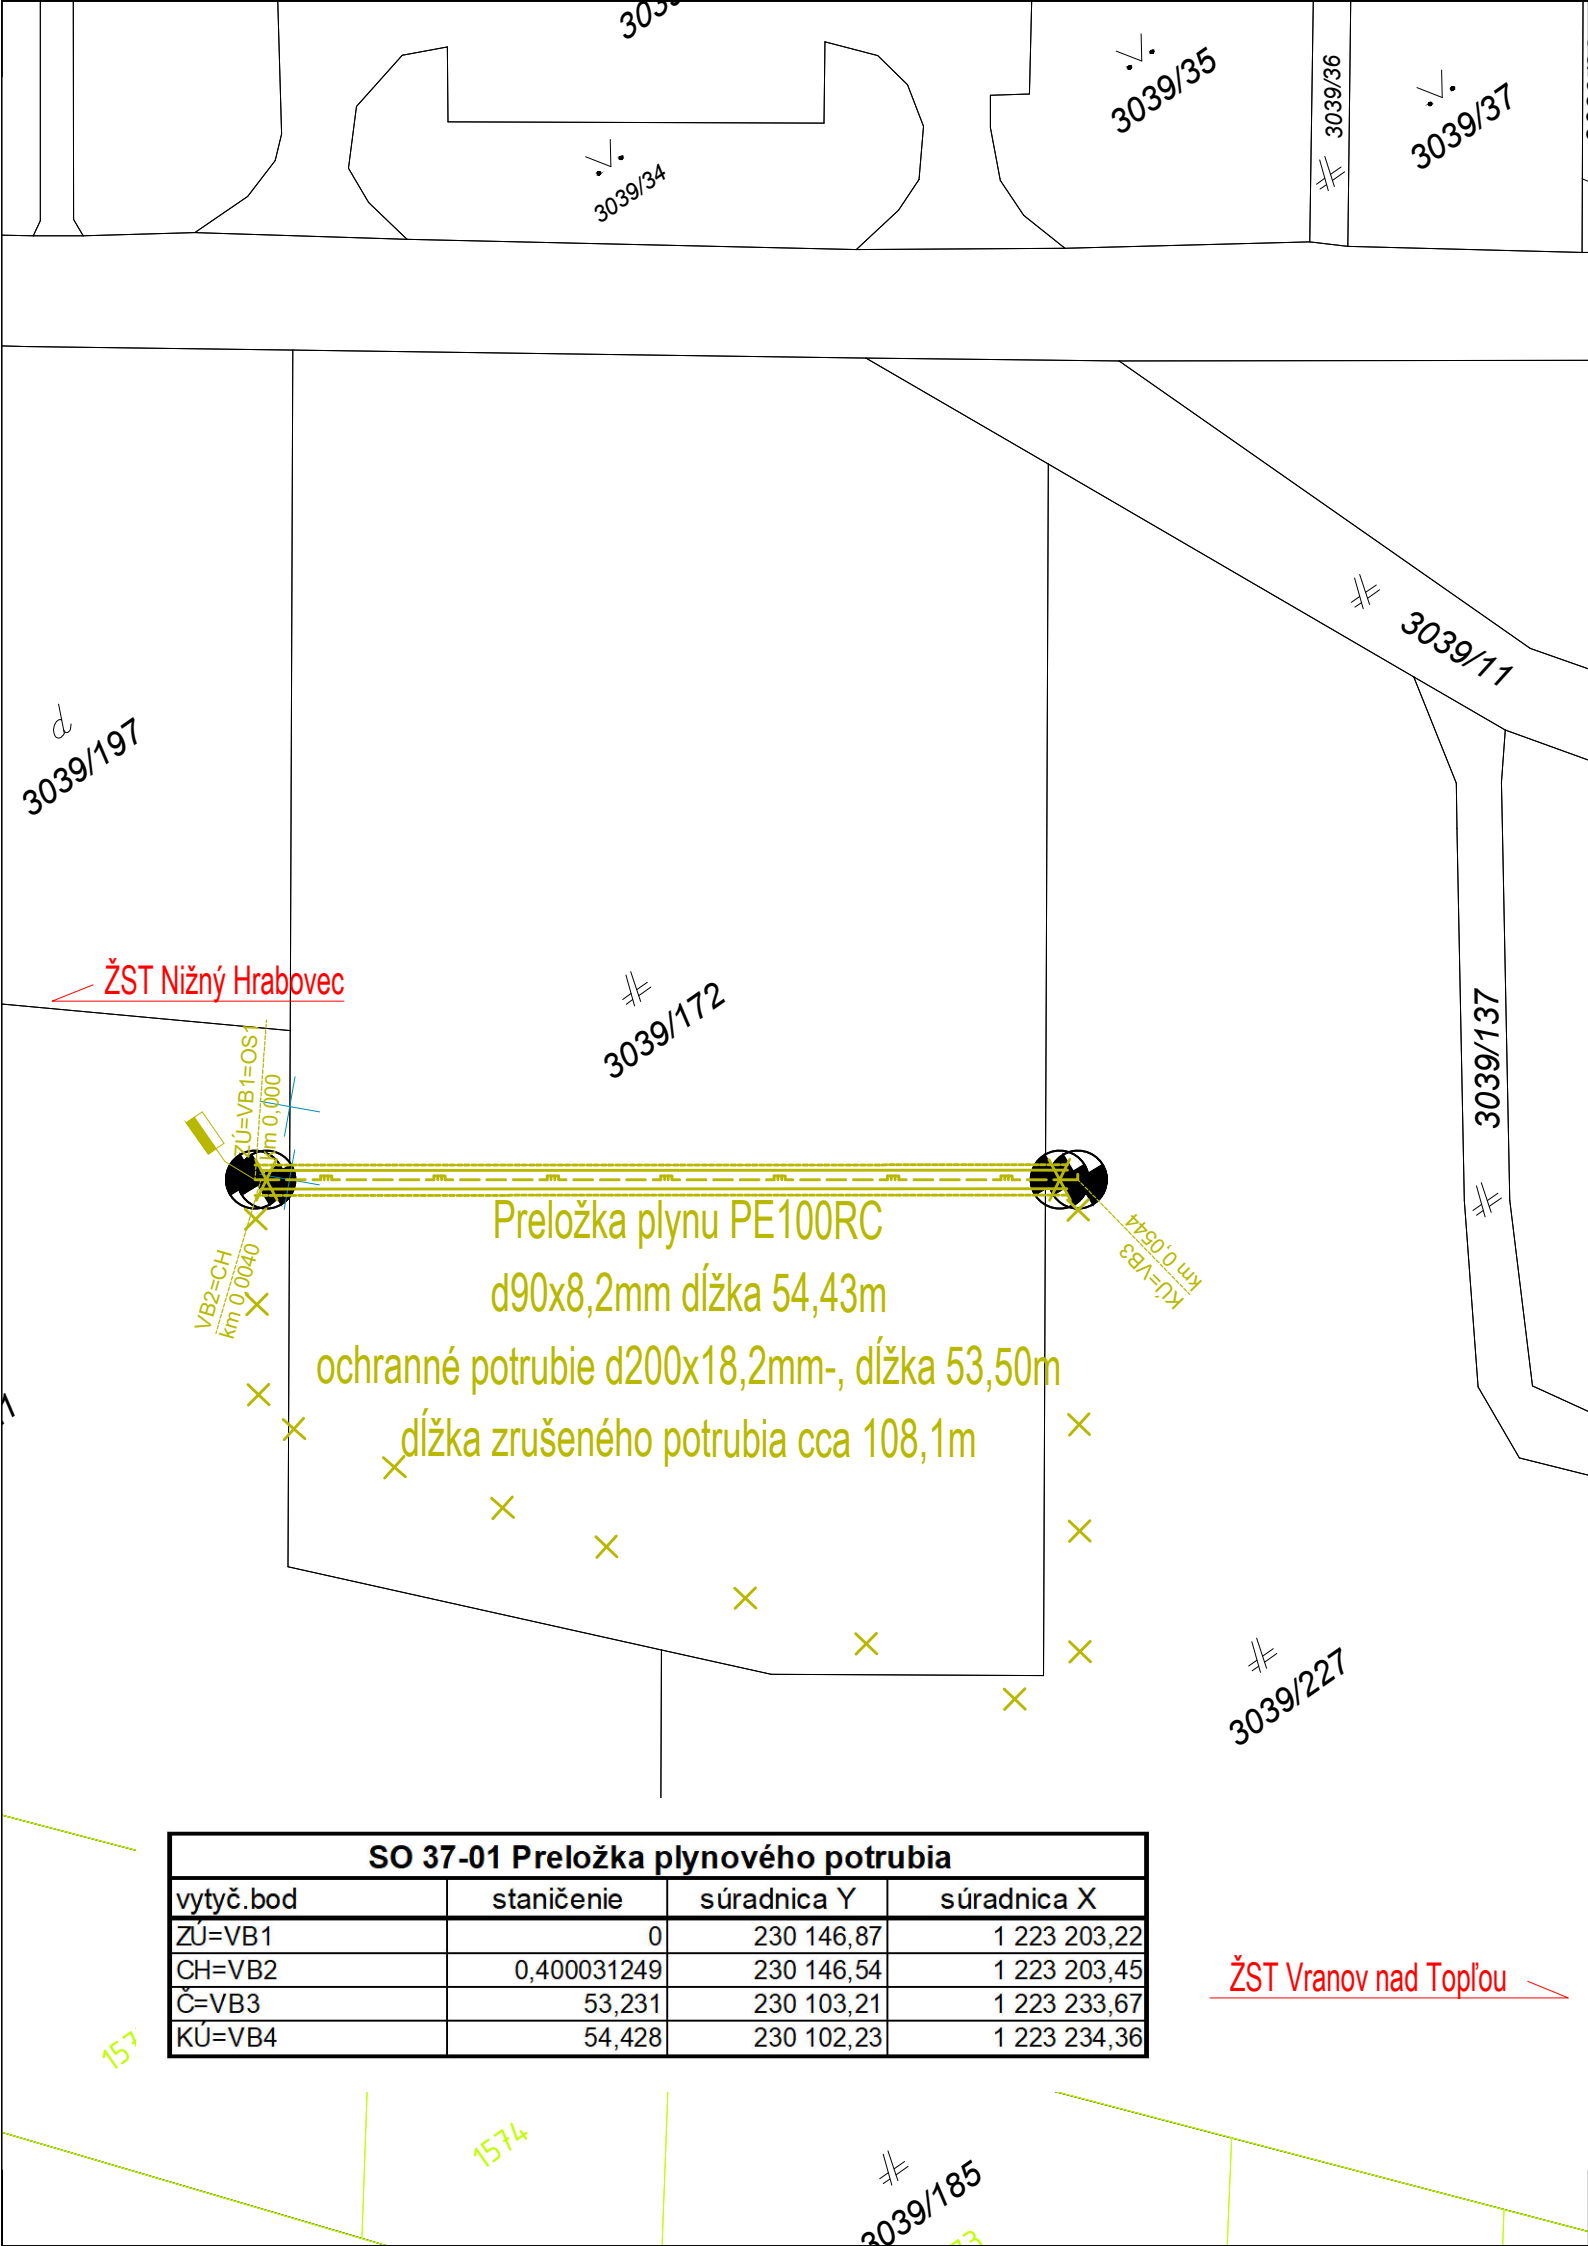 3039/35
3039/36
3039/37
3039/34
3039/11
3039/197
ŽST Nižný Hrabovec
3039/172
3039/137
ZÚ=VB1=OS1
km 0,000
VB2=CH
km 0,0040
KÚ=VB3
km 0,0544
Preložka plynu PE100RC
d90x8,2mm dĺžka 54,43m
ochranné potrubie d200x18,2mm-, dĺžka 53,50m
dĺžka zrušeného potrubia cca 108,1m
3039/227
SO 37-01 Preložka plynového potrubia
vytyč.bod staničenie súradnica Y súradnica X
ZÚ=VB1 0 230 146,87 1 223 203,22
CH=VB2 0,400031249 230 146,54 1 223 203,45
Č=VB3 53,231 230 103,21 1 223 233,67
KÚ=VB4 54,428 230 102,23 1 223 234,36
ŽST Vranov nad Topľou
1574
3039/185